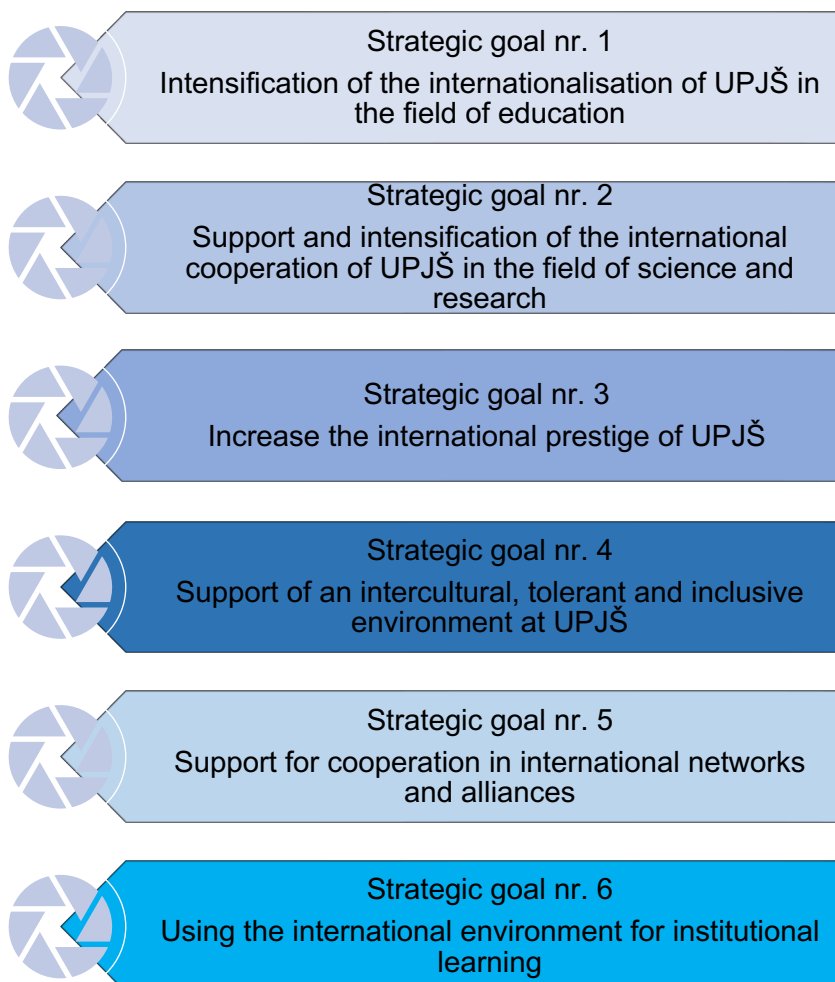 Strategic goal nr. 1
Intensification of the internationalisation of UPJŠ in
the field of education
Strategic goal nr. 2
Support and intensification of the international
cooperation of UPJŠ in the field of science and
research
Strategic goal nr. 3
Increase the international prestige of UPJŠ
Strategic goal nr. 4
Support of an intercultural, tolerant and inclusive
environment at UPJŠ
Strategic goal nr. 5
Support for cooperation in international networks
and alliances
Strategic goal nr. 6
Using the international environment for institutional
learning